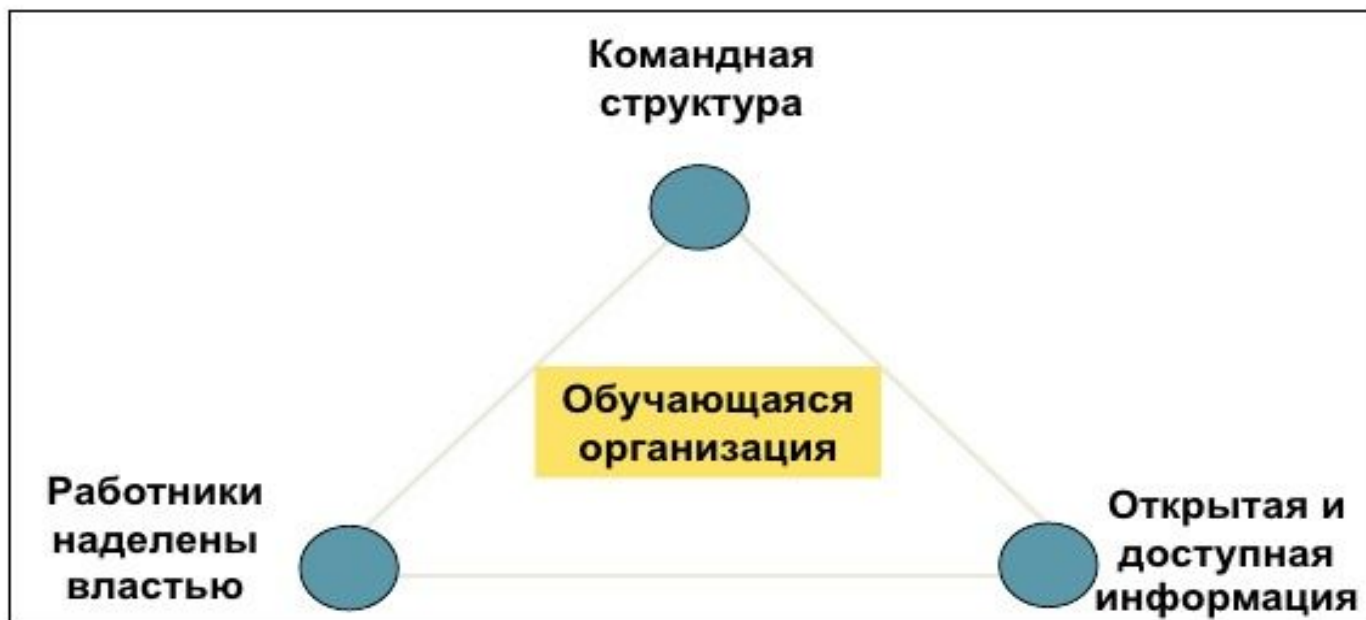 Командная
структура
Обучающаяся
организация
Работники
наделены
властью
Открытая и
доступная
информация